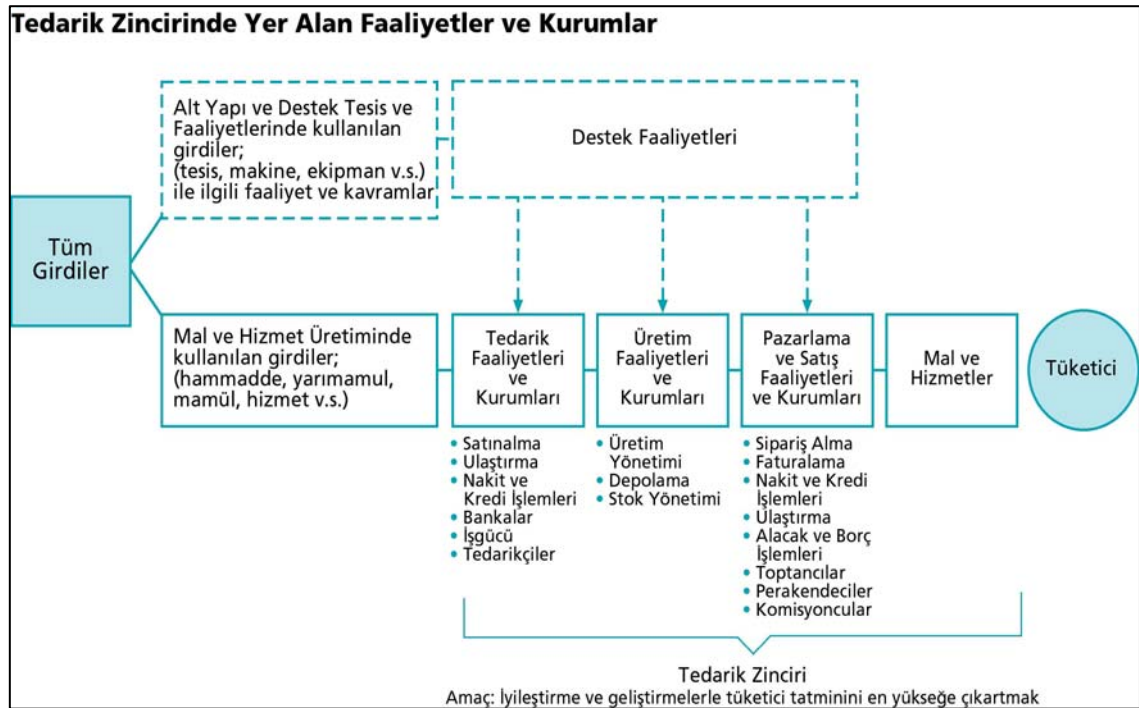 Tedarik Zincirinde Yer Alan Faaliyetler ve Kurumlar
Alt Yapı ve Destek Tesis ve
Faaliyetlerinde kullanılan
girdiler;
(tesis, makine, ekipman v.s.)
ile ilgili faaliyet ve kavramlar
Destek Faaliyetleri
Tüm
Girdiler
Mal ve Hizmet Üretiminde
kullanılan girdiler;
(hammadde, yarımamul,
mamül, hizmet v.s.)
Tedarik
Faaliyetleri
ve
Kurumları
Üretim
Faaliyetleri
ve
Kurumları
Pazarlama
ve Satış
Faaliyetleri
ve Kurumları
Mal ve
Hizmetler
Tüketici
• Satınalma
• Ulaştırma
• Nakit ve
Kredi İşlemleri
• Bankalar
• İşgücü
• Tedarikçiler
• Üretim
Yönetimi
• Depolama
• Stok Yönetimi
• Sipariş Alma
• Faturalama
• Nakit ve Kredi
İşlemleri
• Ulaştırma
• Alacak ve Borç
İşlemleri
• Toptancılar
• Perakendeciler
• Komisyoncular
Tedarik Zinciri
Amaç: İyileştirme ve geliştirmelerle tüketici tatminini en yükseğe çıkartmak